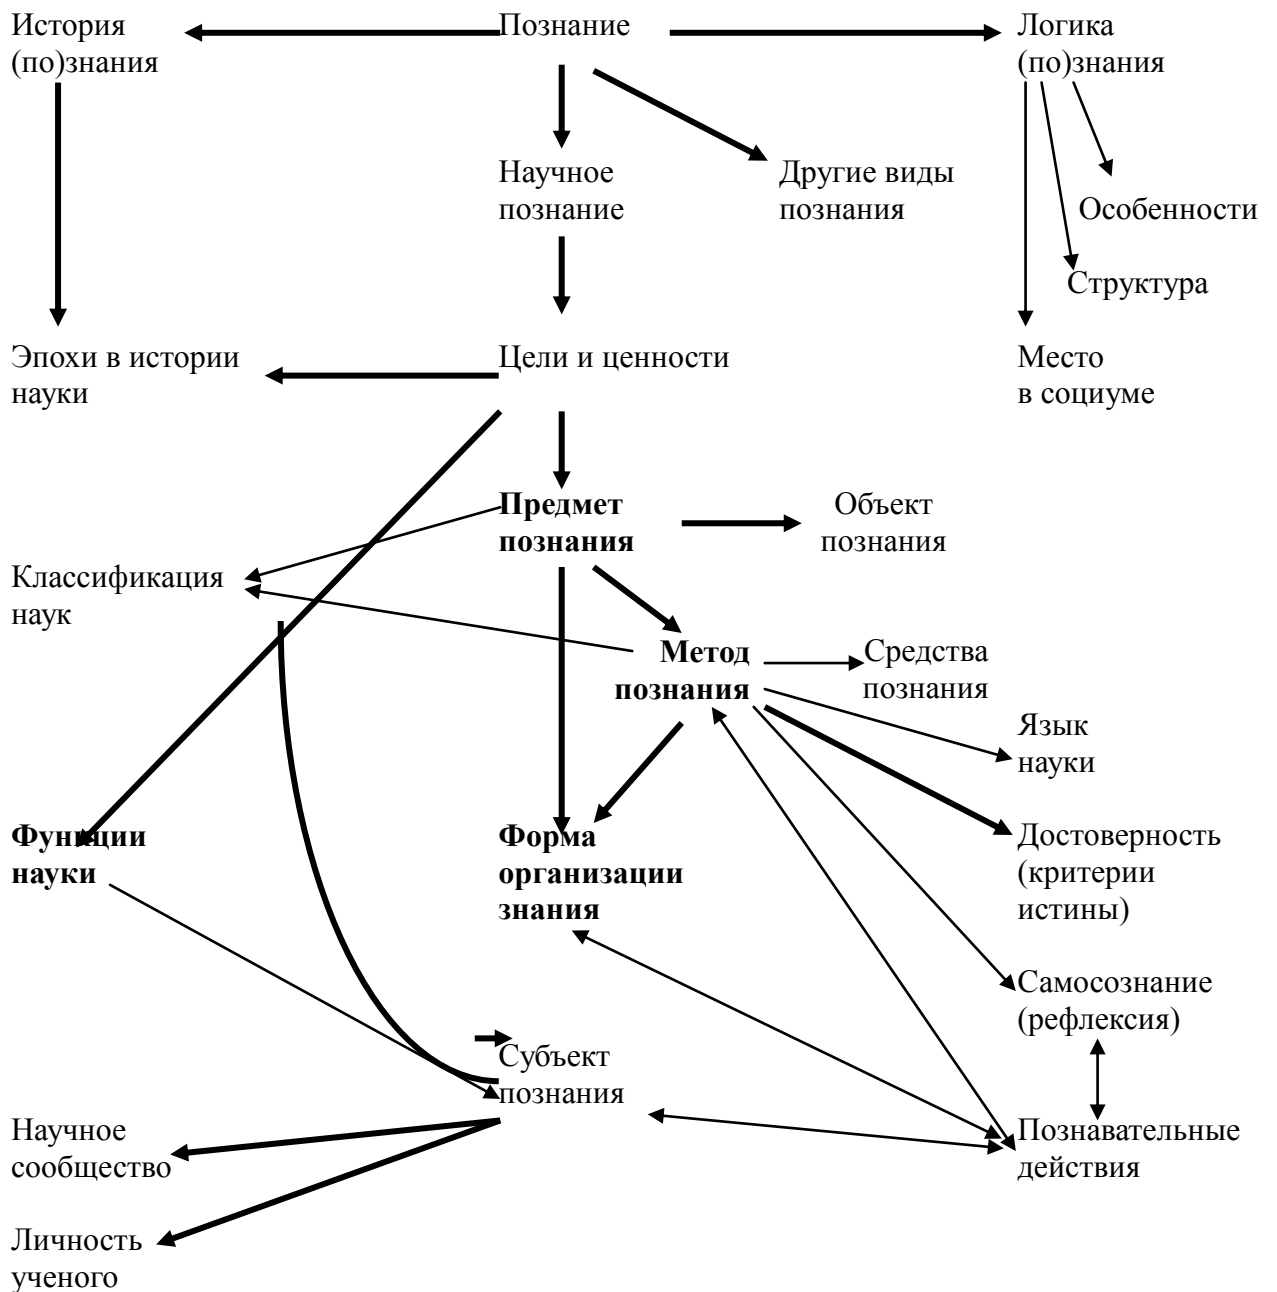 История
(по)знания
Познание
Логика
(по)знания
Научное
познание
Другие виды
познания
Особенности
Структура
Эпохи в истории
науки
Цели и ценности
Место
в социуме
Предмет
познания
Объект
познания
Классификация
наук
Метод
познания
Средства
познания
Язык
науки
Функции
науки
Форма
организации
знания
Достоверность
(критерии
истины)
Самосознание
(рефлексия)
Субъект
познания
Научное
сообщество
Познавательные
действия
Личность
ученого